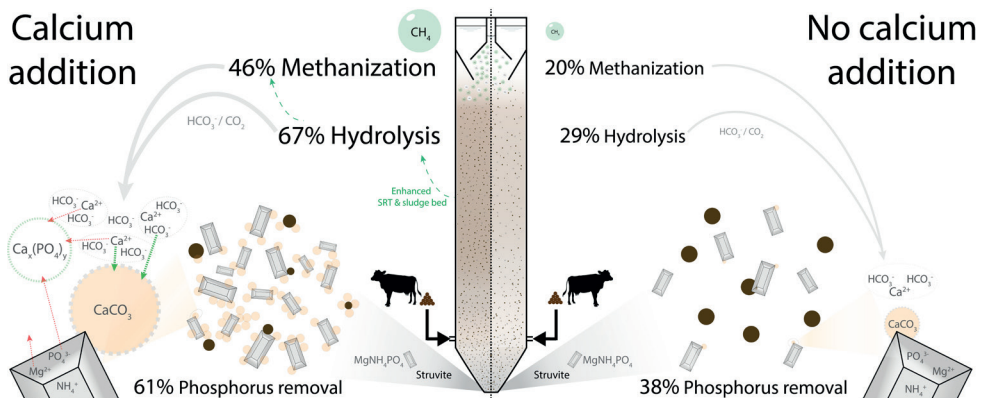 Calcium
addition
CH₄
46% Methanization
HCO₃⁻/ CO₂
67% Hydrolysis
Enhanced
SRT & sludge bed
HCO₃⁻
Ca²⁺
HCO₃⁻
HCO₃⁻
Ca²⁺
HCO₃⁻
HCO₃⁻
Ca²⁺
HCO₃⁻
HCO₃⁻
Caₓ(PO₄)ᵧ
CaCO₃
PO₄³⁻
Mg²⁺
NH₄⁺
MgNH₄PO₄
Struvite
61% Phosphorus removal
No calcium
addition
CH₄
20% Methanization
29% Hydrolysis
HCO₃⁻/ CO₂
HCO₃⁻ HCO₃⁻
Ca²⁺
CaCO₃
PO₄³⁻
Mg²⁺
NH₄⁺
MgNH₄PO₄
Struvite
38% Phosphorus removal